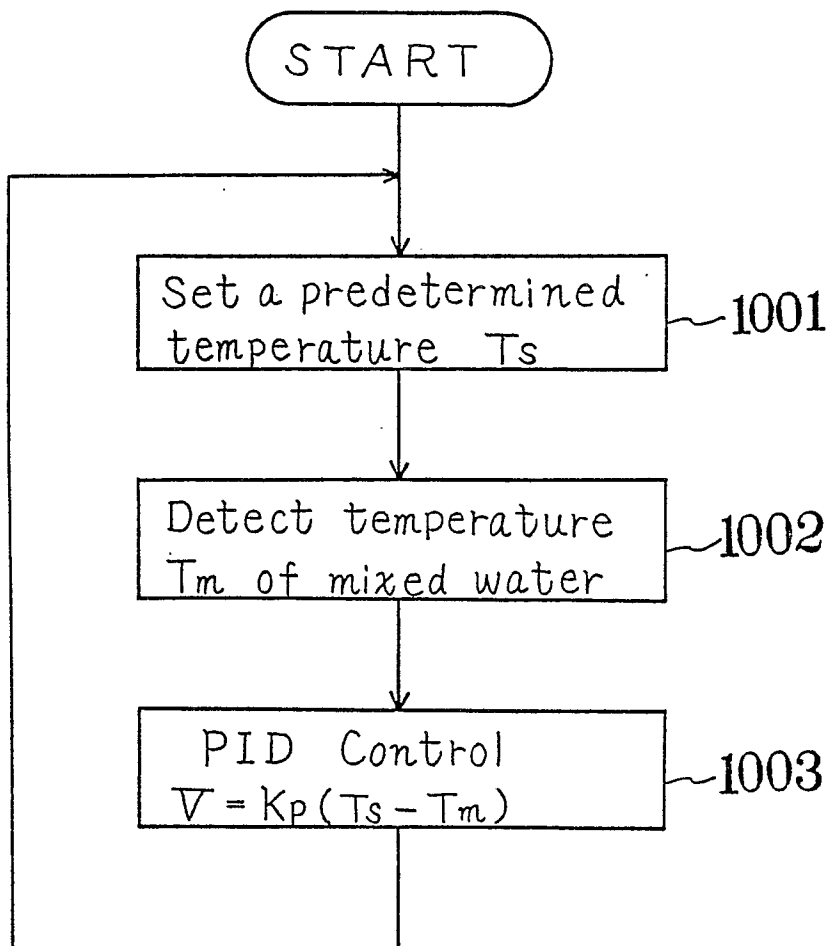 START
Set a predetermined
temperature Ts
1001
Detect temperature
Tm of mixed water
1002
PID Control
V = Kp (Ts - Tm)
1003